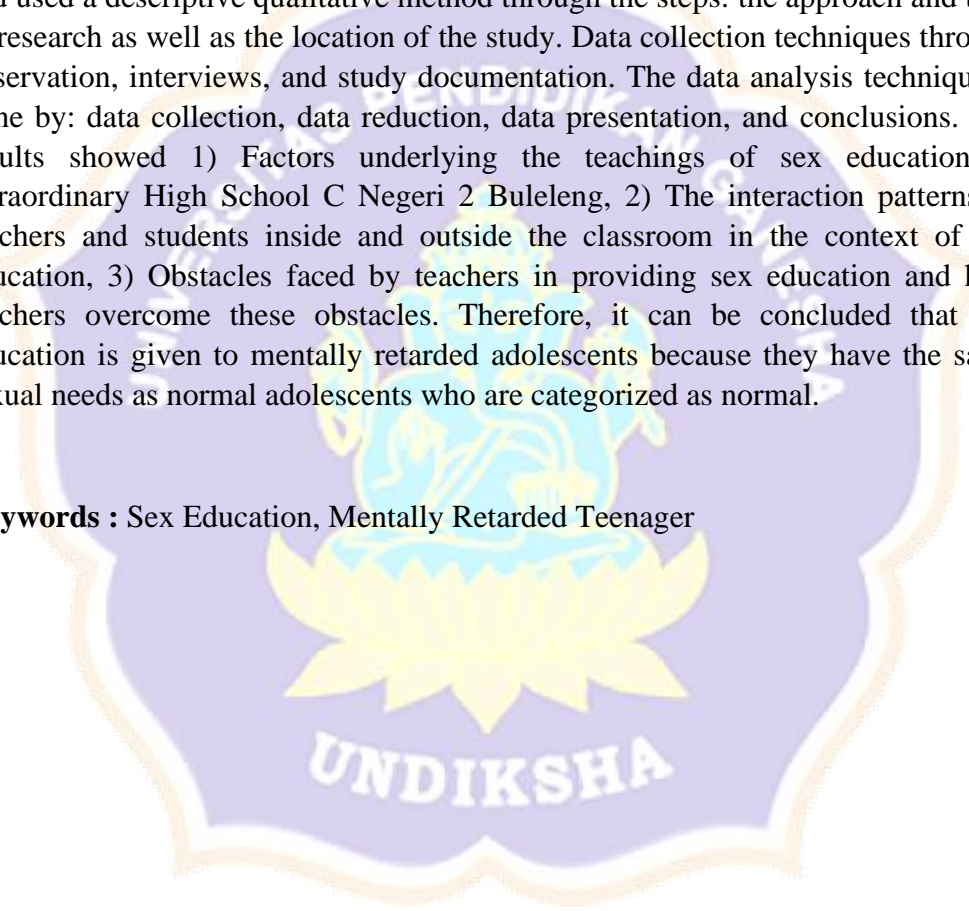 used a descriptive qualitative method through the steps: the approach and
research as well as the location of the study. Data collection techniques
interviews, and study documentation. The data analysis
by: data collection, data reduction, data presentation, and conclusions.
showed 1) Factors underlying the teachings of sex education
High School C Negeri 2 Buleleng, 2) The interaction
and students inside and outside the classroom in the context of
3) Obstacles faced by teachers in providing sex education and
overcome these obstacles. Therefore, it can be concluded that
is given to mentally retarded adolescents because they have the
needs as normal adolescents who are categorized as normal.
: Sex Education, Mentally Retarded Teenager
UNIVERSITAS PENDIDIKAN GANESHA
UNDIKSHA